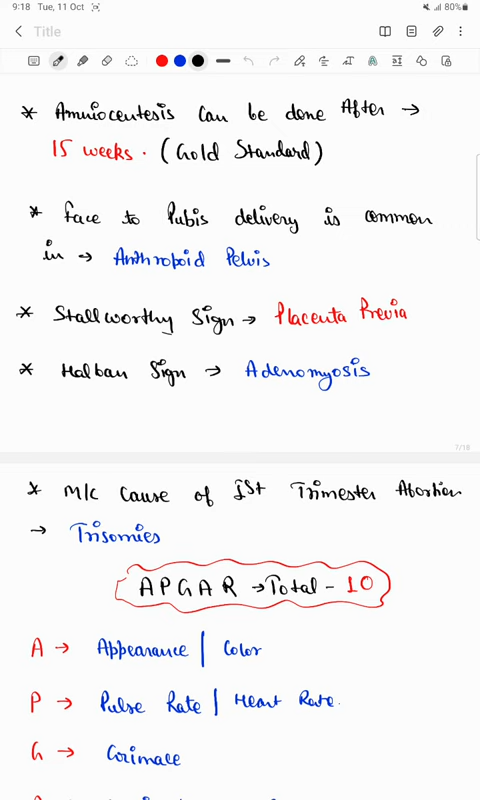 9:18 Tue, 11 Oct
80%
Title
* Amniocentesis can be done After →
15 weeks. (Gold Standard)
* Face to Pubis delivery is common
in → Anthropoid Pelvis
* Stallworthy Sign → Placenta Previa
* Halban Sign → Adenomyosis
7/18
* M/C Cause of Ist Trimester Abortion
→ Trisomies
APGAR → Total - 10
A → Appearance | Color
P → Pulse Rate | Heart Rate.
G → Grimace